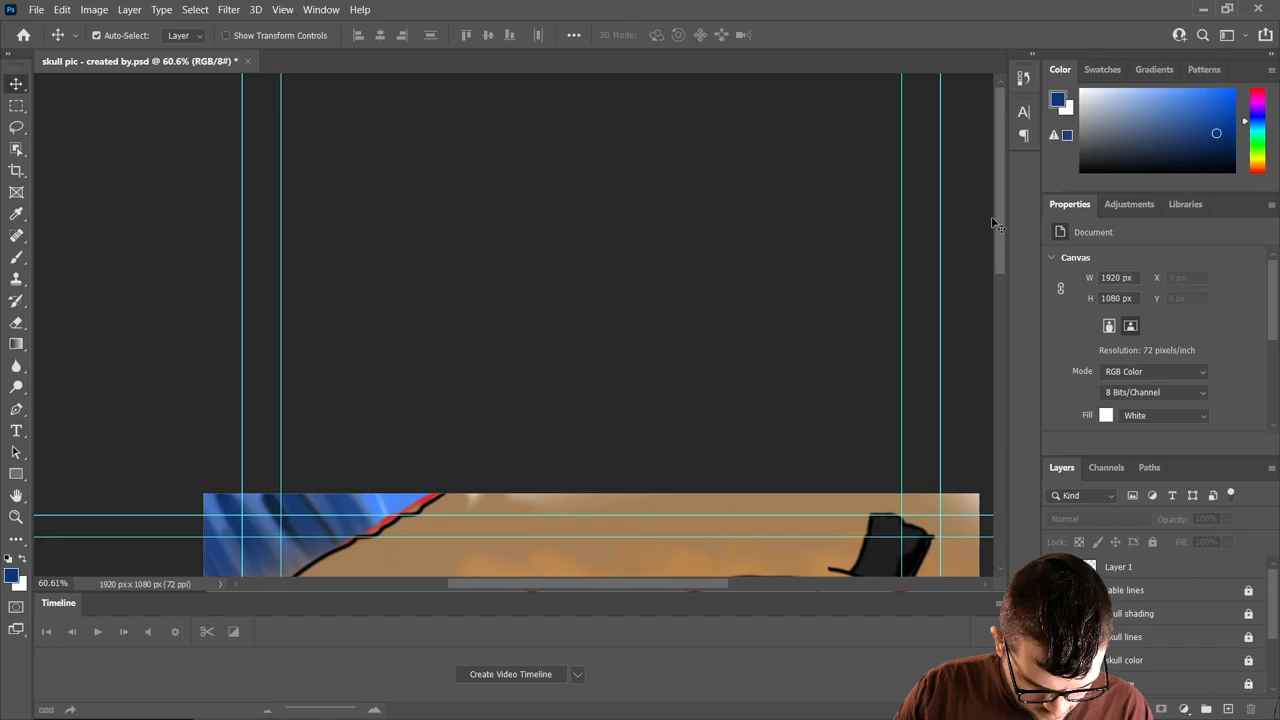 Ps File Edit Image Layer Type Select Filter 3D View Window Help
Auto-Select: Layer Show Transform Controls 3D Mode:
skull pic - created by.psd @ 60.6% (RGB/8#) *
Color Swatches Gradients Patterns
Properties Adjustments Libraries
Document
Canvas
W 1920 px X 0 px
H 1080 px Y 0 px
Resolution: 72 pixels/inch
Mode RGB Color
8 Bits/Channel
Fill White
Layers Channels Paths
Kind
Normal Opacity: 100%
Lock: Fill: 100%
Layer 1
able lines
kull shading
kull lines
kull color
60.61% 1920 px x 1080 px (72 ppi)
Timeline
Create Video Timeline